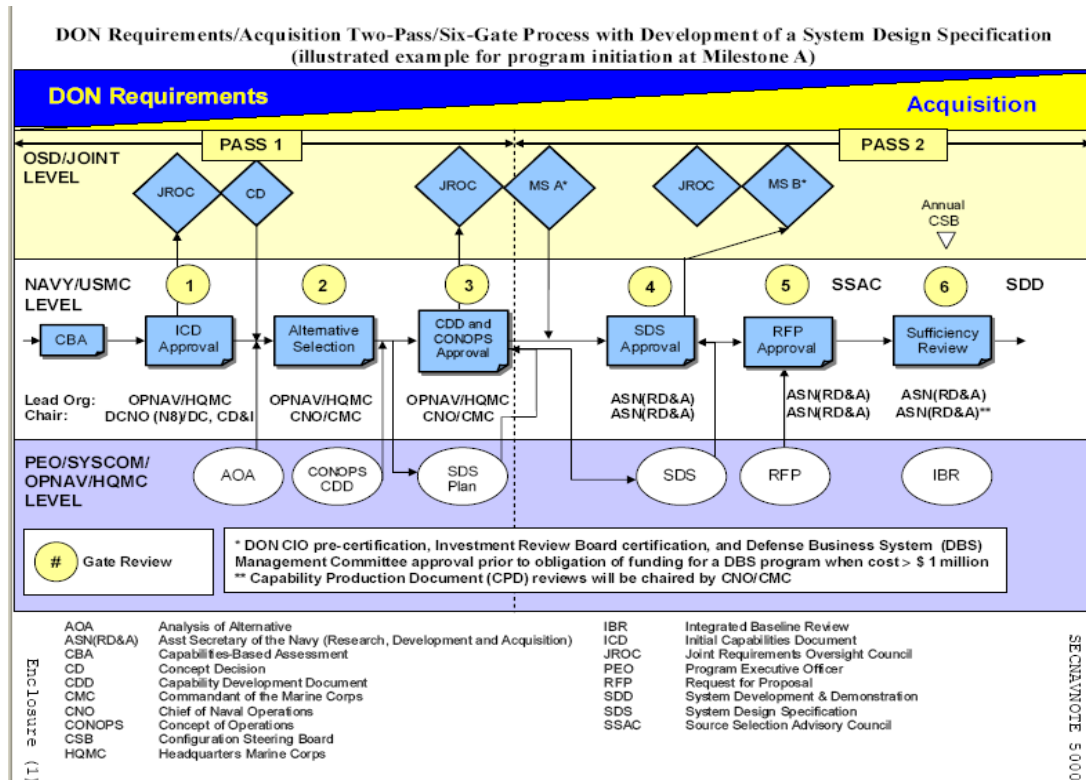 DON Requirements/Acquisition Two-Pass/Six-Gate Process with Development of a System Design Specification
(illustrated example for program initiation at Milestone A)
DON Requirements
Acquisition
PASS 1
PASS 2
OSD/JOINT
LEVEL
JROC
CD
JROC
MS A*
JROC
MS B*
Annual
CSB
NAVY/USMC
LEVEL
1
2
3
4
5
SSAC
6
SDD
CBA
ICD
Approval
Alternative
Selection
CDD and
CONOPS
Approval
SDS
Approval
RFP
Approval
Sufficiency
Review
Lead Org:
Chair:
OPNAV/HQMC
DCNO (N8)/DC, CD&I
OPNAV/HQMC
CNO/CMC
OPNAV/HQMC
CNO/CMC
ASN(RD&A)
ASN(RD&A)
ASN(RD&A)
ASN(RD&A)
ASN(RD&A)
ASN(RD&A)**
PEO/SYSCOM/
OPNAV/HQMC
LEVEL
AOA
CONOPS
CDD
SDS
Plan
SDS
RFP
IBR
# Gate Review
* DON CIO pre-certification, Investment Review Board certification, and Defense Business System (DBS)
Management Committee approval prior to obligation of funding for a DBS program when cost > $ 1 million
** Capability Production Document (CPD) reviews will be chaired by CNO/CMC
AOA Analysis of Alternative
ASN(RD&A) Asst Secretary of the Navy (Research, Development and Acquisition)
CBA Capabilities-Based Assessment
CD Concept Decision
CDD Capability Development Document
CMC Commandant of the Marine Corps
CNO Chief of Naval Operations
CONOPS Concept of Operations
CSB Configuration Steering Board
HQMC Headquarters Marine Corps
IBR Integrated Baseline Review
ICD Initial Capabilities Document
JROC Joint Requirements Oversight Council
PEO Program Executive Officer
RFP Request for Proposal
SDD System Development & Demonstration
SDS System Design Specification
SSAC Source Selection Advisory Council
Enclosure (1)
SECNAVNOTE 5000